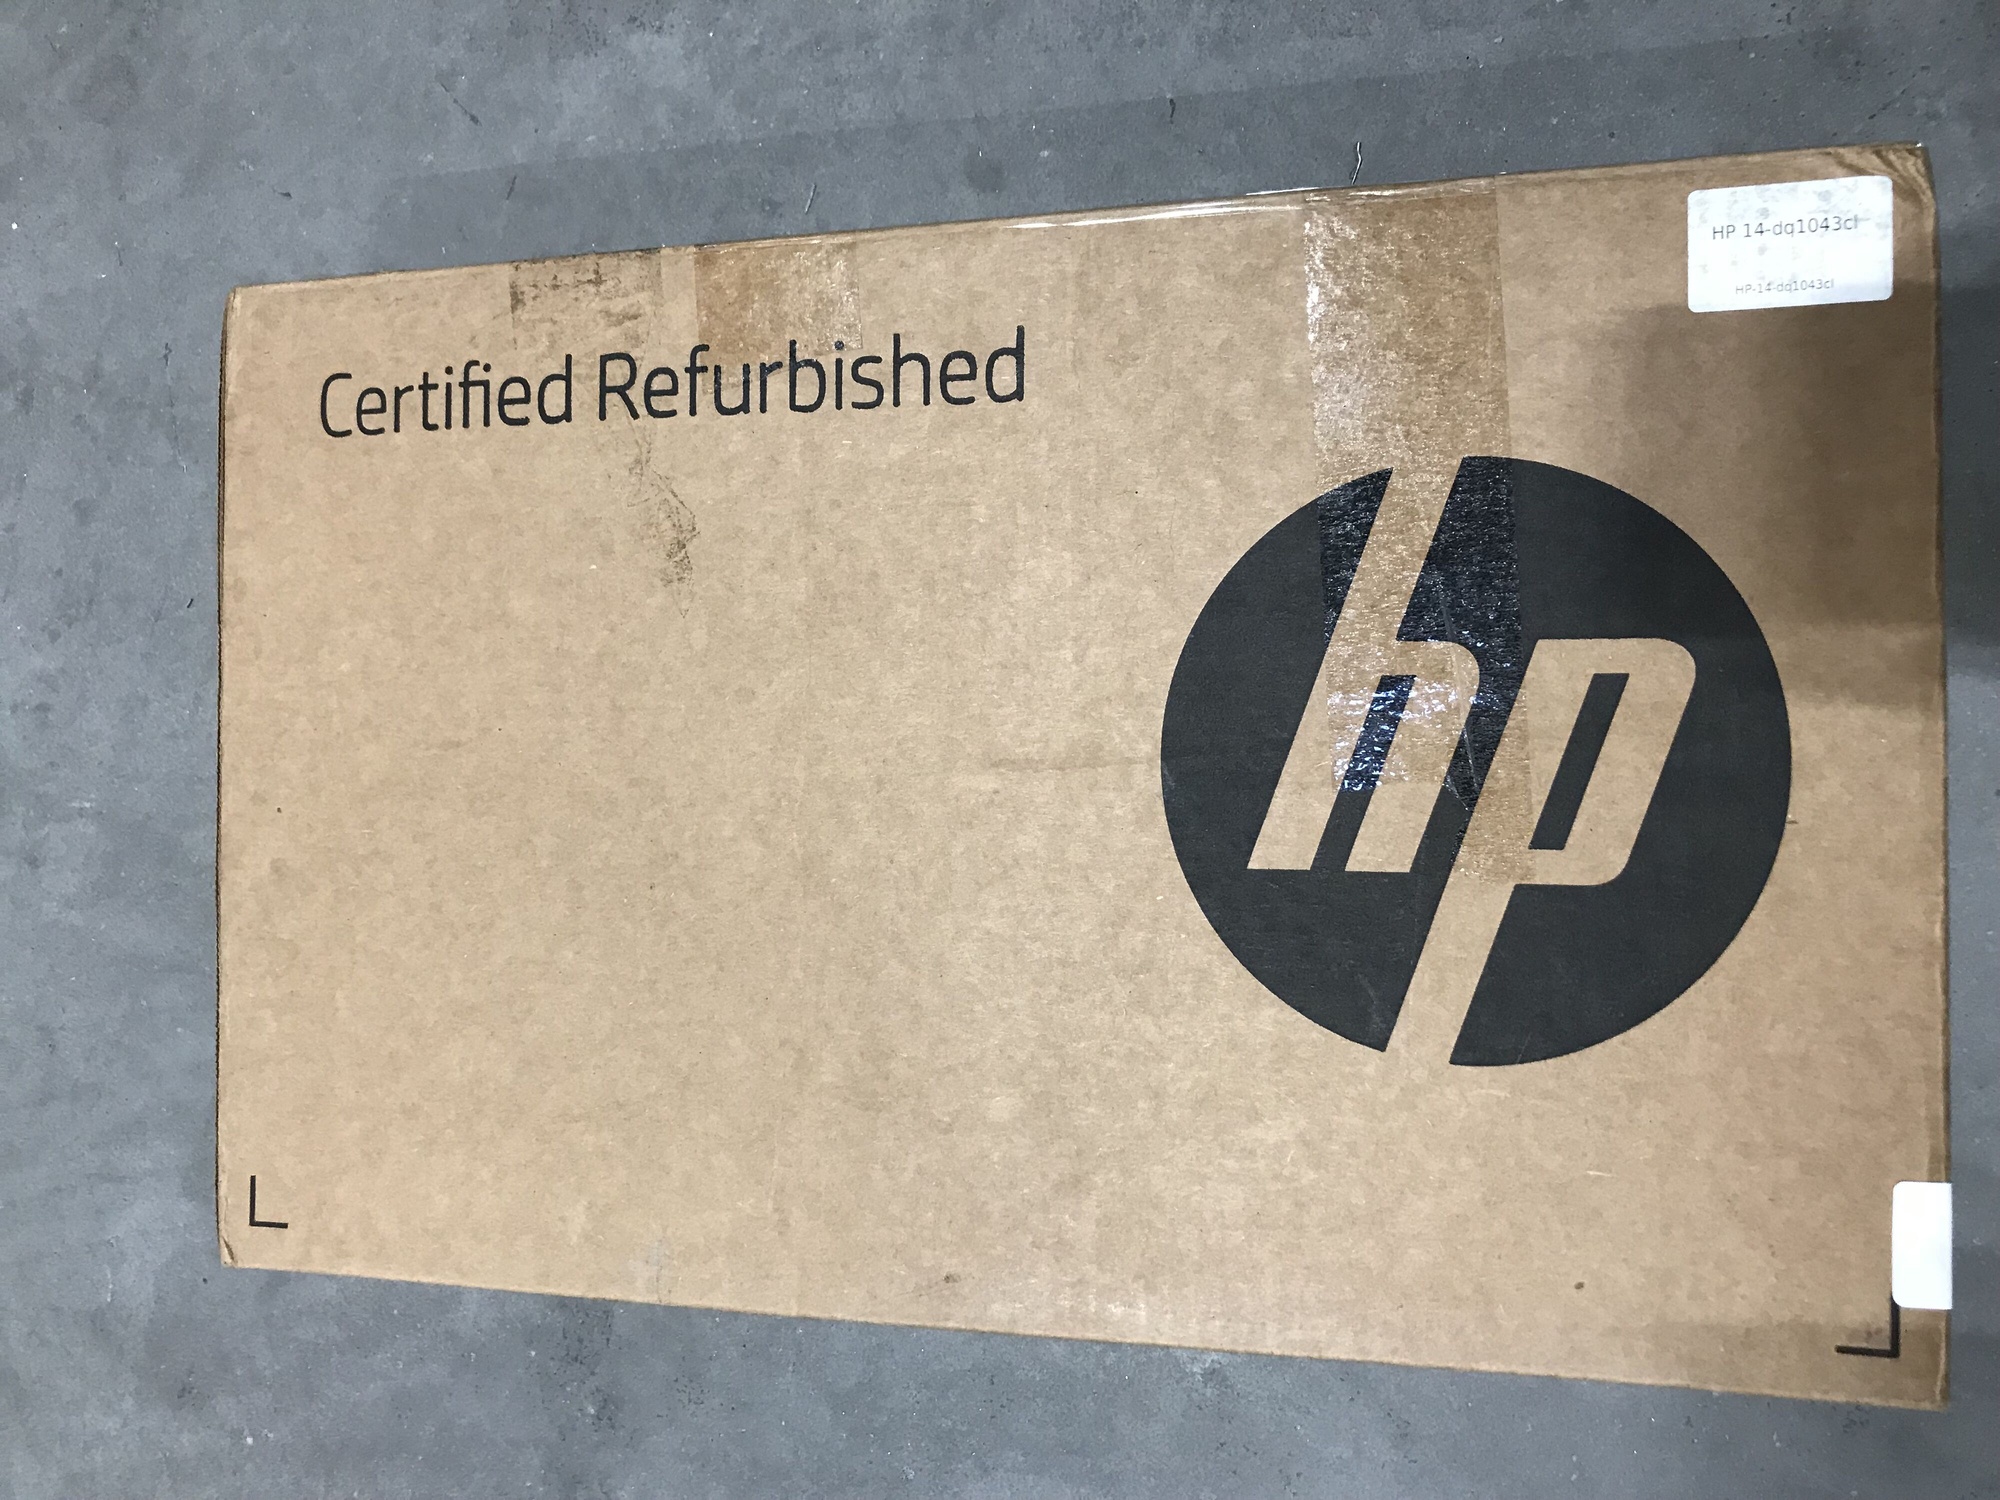 HP 14-dq1043cl
HP-14-dq1043cl
Certified Refurbished
hp